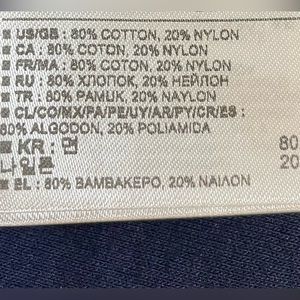 ■ US/GB : 80% COTTON, 20% NYLON
■ CA : 80% COTON, 20% NYLON
■ FR/MA : 80% COTON, 20% NYLON
■ RU : 80% ХЛОПОК, 20% НЕЙЛОН
■ TR : 80% PAMUK, 20% NAYLON
■ CL/CO/MX/PA/PE/UY/AR/PY/CR/ES :
80% ALGODON, 20% POLIAMIDA
■ KR : 면 80
나일론 20
■ EL : 80% ΒΑΜΒΑΚΕΡΟ, 20% ΝΑΙΛΟΝ